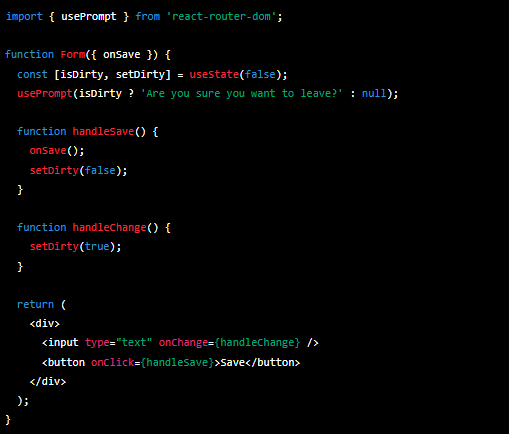 import { usePrompt } from 'react-router-dom';

function Form({ onSave }) {
  const [isDirty, setDirty] = useState(false);
  usePrompt(isDirty ? 'Are you sure you want to leave?' : null);

  function handleSave() {
    onSave();
    setDirty(false);
  }

  function handleChange() {
    setDirty(true);
  }

  return (
    <div>
      <input type="text" onChange={handleChange} />
      <button onClick={handleSave}>Save</button>
    </div>
  );
}